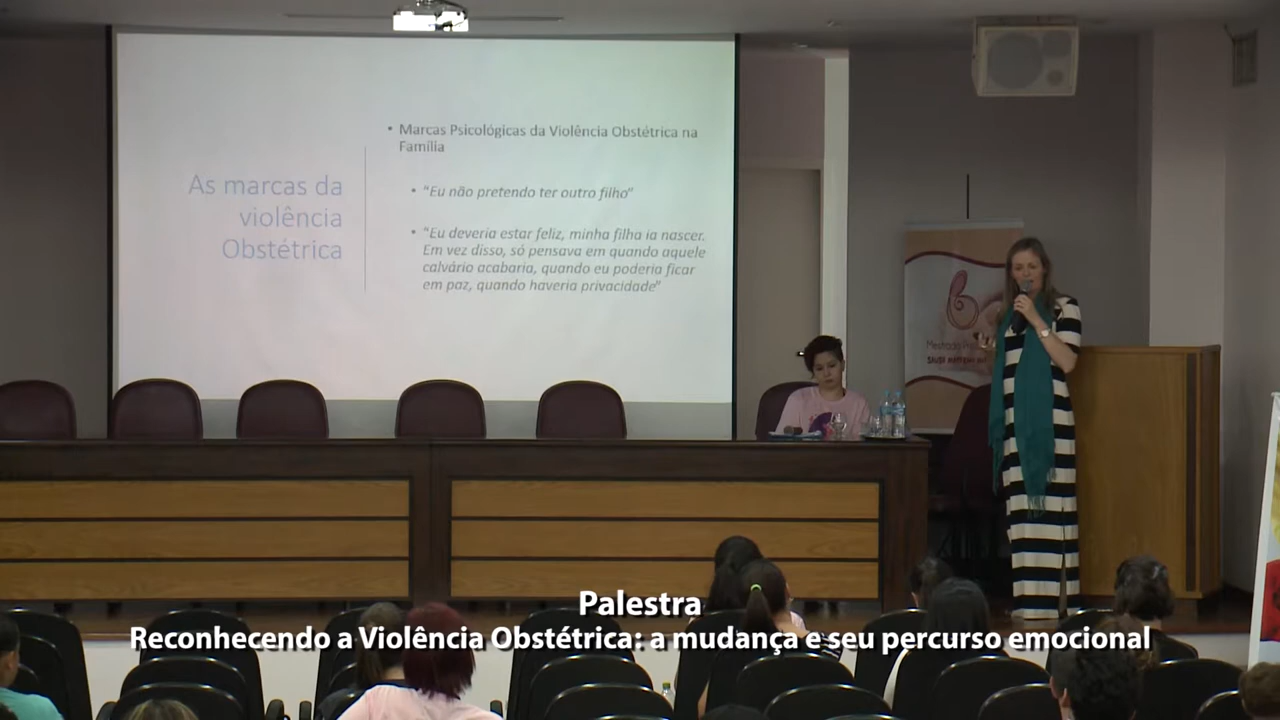 As marcas da
violência
Obstétrica
• Marcas Psicológicas da Violência Obstétrica na
Família
• "Eu não pretendo ter outro filho"
• "Eu deveria estar feliz, minha filha ia nascer.
Em vez disso, só pensava em quando aquele
calvário acabaria, quando eu poderia ficar
em paz, quando haveria privacidade"
Mestrado
Palestra
Reconhecendo a Violência Obstétrica: a mudança e seu percurso emocional